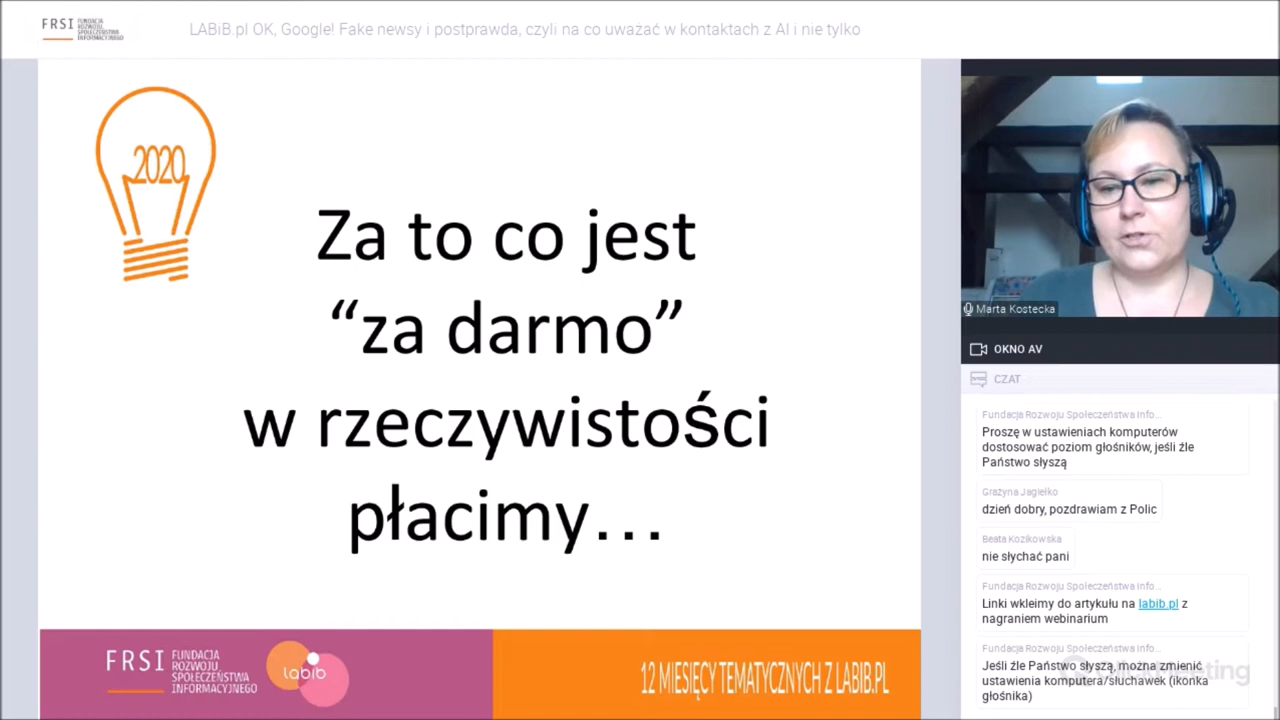 FRSI
FUNDACJA
ROZWOJU
SPOŁECZEŃSTWA
INFORMACYJNEGO
LABiB.pl OK, Google! Fake newsy i postprawda, czyli na co uważać w kontaktach z AI i nie tylko
2020
Za to co jest
“za darmo”
w rzeczywistości
płacimy...
FRSI
FUNDACJA
ROZWOJU
SPOŁECZEŃSTWA
INFORMACYJNEGO
labib
12 MIESIĘCY TEMATYCZNYCH Z LABIB.PL
Marta Kostecka
OKNO AV
CZAT
Fundacja Rozwoju Społeczeństwa Info...
Proszę w ustawieniach komputerów
dostosować poziom głośników, jeśli źle
Państwo słyszą
Grażyna Jagiełko
dzień dobry, pozdrawiam z Polic
Beata Kozikowska
nie słychać pani
Fundacja Rozwoju Społeczeństwa Info...
Linki wkleimy do artykułu na labib.pl z
nagraniem webinarium
Fundacja Rozwoju Społeczeństwa Info...
Jeśli źle Państwo słyszą, można zmienić
ustawienia komputera/słuchawek (ikonka
głośnika)